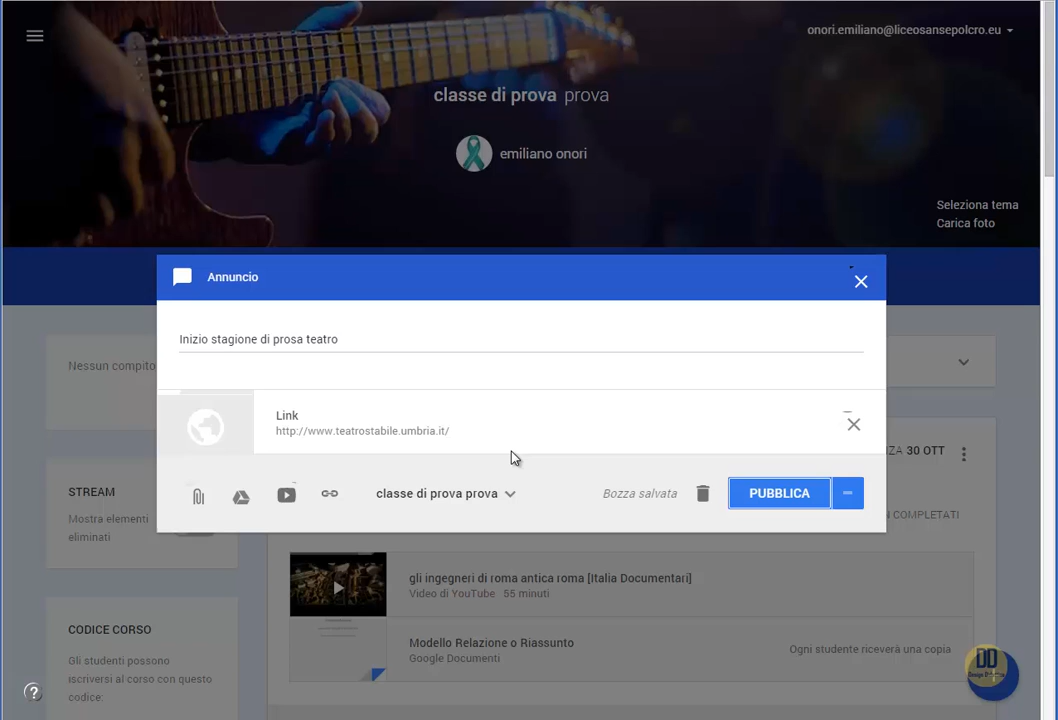 onori.emiliano@liceosansepolcro.eu
classe di prova prova
emiliano onori
Seleziona tema
Carica foto
Annuncio
Inizio stagione di prosa teatro
Nessun compito
Link
http://www.teatrostabile.umbria.it/
30 OTT
classe di prova prova
Bozza salvata
PUBBLICA
STREAM
Mostra elementi
eliminati
COMPLETATI
gli ingegneri di roma antica roma [Italia Documentari]
Video di YouTube 55 minuti
CODICE CORSO
Modello Relazione o Riassunto
Google Documenti
Ogni studente riceverà una copia
Gli studenti possono
iscriversi al corso con questo
codice:
DD
?